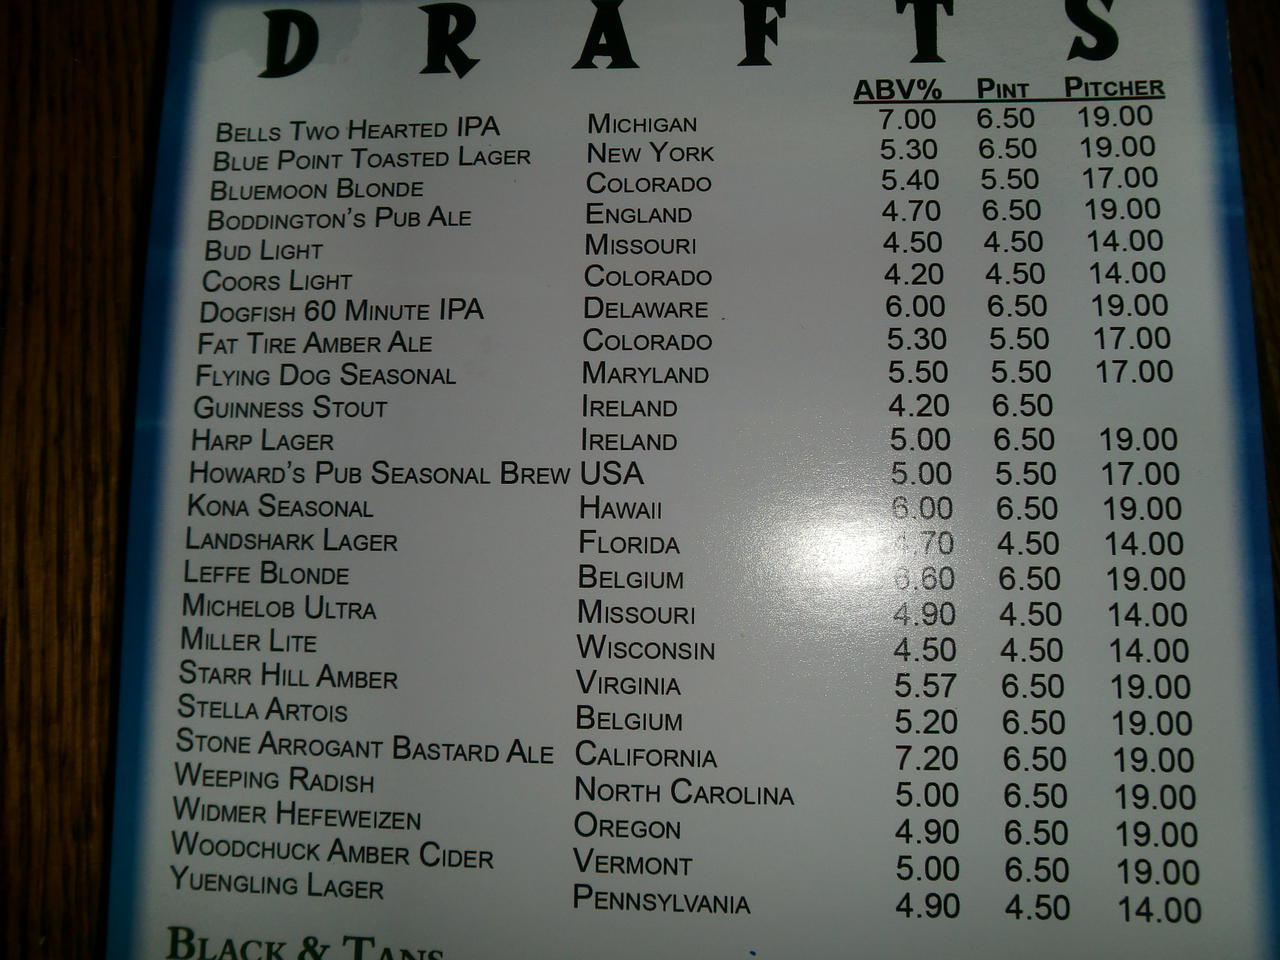 DRAFTS
ABV% PINT PITCHER
BELLS TWO HEARTED IPA MICHIGAN 7.00 6.50 19.00
BLUE POINT TOASTED LAGER NEW YORK 5.30 6.50 19.00
BLUEMOON BLONDE COLORADO 5.40 5.50 17.00
BODDINGTON'S PUB ALE ENGLAND 4.70 6.50 19.00
BUD LIGHT MISSOURI 4.50 4.50 14.00
COORS LIGHT COLORADO 4.20 4.50 14.00
DOGFISH 60 MINUTE IPA DELAWARE 6.00 6.50 19.00
FAT TIRE AMBER ALE COLORADO 5.30 5.50 17.00
FLYING DOG SEASONAL MARYLAND 5.50 5.50 17.00
GUINNESS STOUT IRELAND 4.20 6.50
HARP LAGER IRELAND 5.00 6.50 19.00
HOWARD'S PUB SEASONAL BREW USA 5.00 5.50 17.00
KONA SEASONAL HAWAII 6.00 6.50 19.00
LANDSHARK LAGER FLORIDA 4.70 4.50 14.00
LEFFE BLONDE BELGIUM 6.60 6.50 19.00
MICHELOB ULTRA MISSOURI 4.90 4.50 14.00
MILLER LITE WISCONSIN 4.50 4.50 14.00
STARR HILL AMBER VIRGINIA 5.57 6.50 19.00
STELLA ARTOIS BELGIUM 5.20 6.50 19.00
STONE ARROGANT BASTARD ALE CALIFORNIA 7.20 6.50 19.00
WEEPING RADISH NORTH CAROLINA 5.00 6.50 19.00
WIDMER HEFEWEIZEN OREGON 4.90 6.50 19.00
WOODCHUCK AMBER CIDER VERMONT 5.00 6.50 19.00
YUENGLING LAGER PENNSYLVANIA 4.90 4.50 14.00
BLACK & TANS